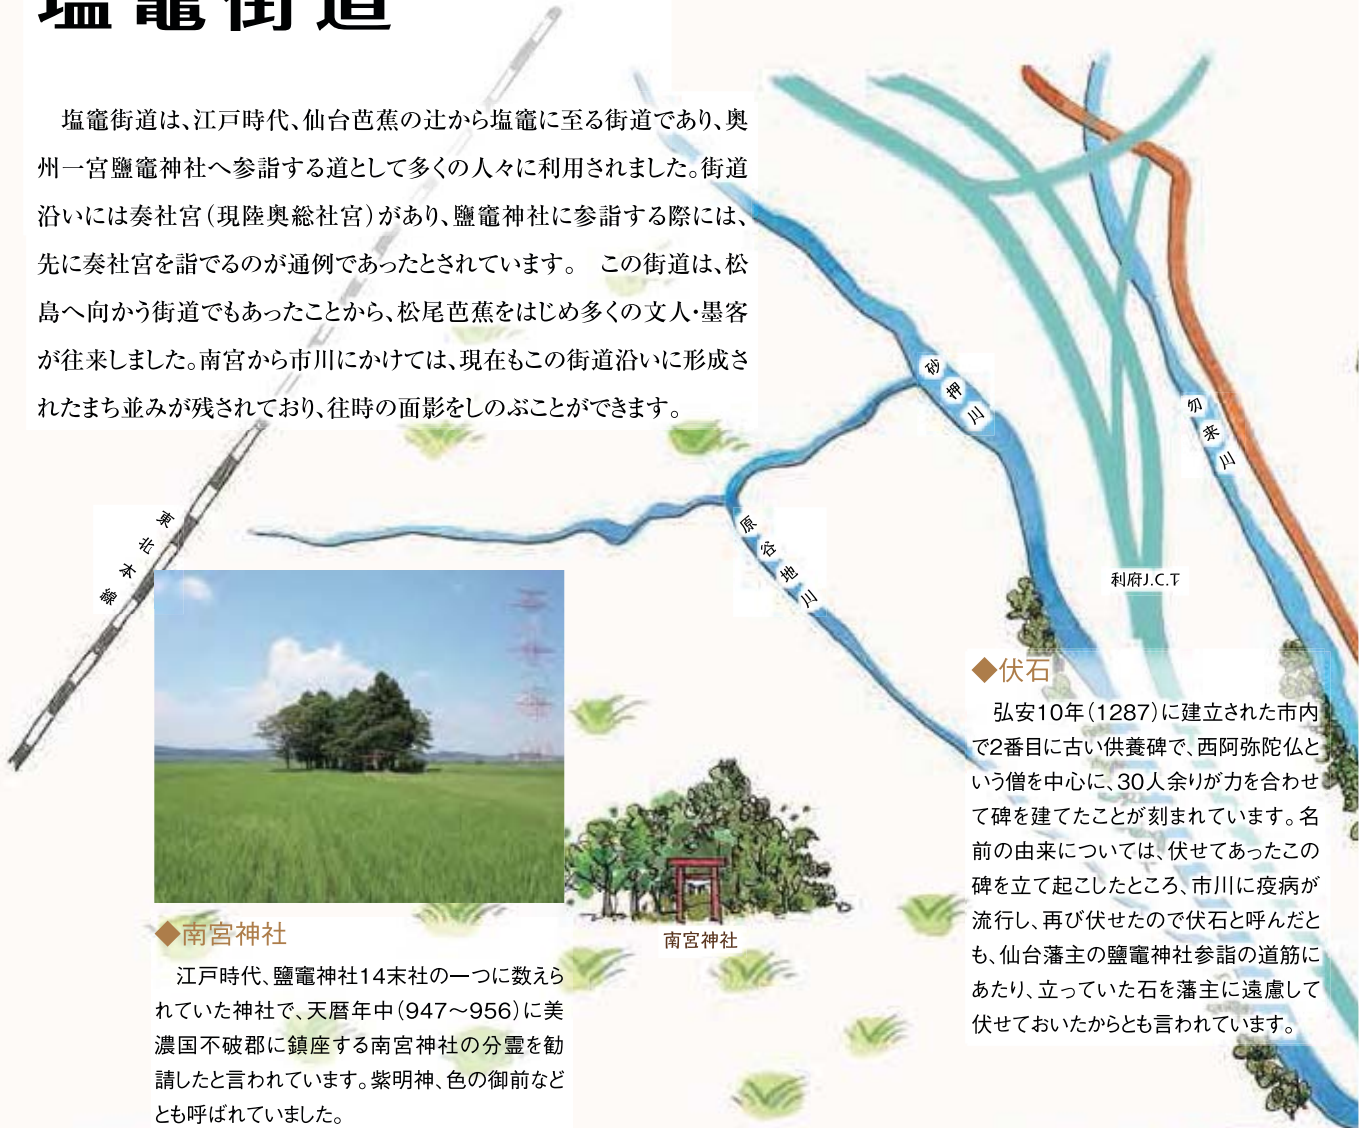 塩竈街道
　塩竈街道は、江戸時代、仙台芭蕉の辻から塩竈に至る街道であり、奥
州一宮鹽竈神社へ参詣する道として多くの人々に利用されました。街道
沿いには奏社宮（現陸奥総社宮）があり、鹽竈神社に参詣する際には、
先に奏社宮を詣でるのが通例であったとされています。　この街道は、松
島へ向かう街道でもあったことから、松尾芭蕉をはじめ多くの文人・墨客
が往来しました。南宮から市川にかけては、現在もこの街道沿いに形成さ
れたまち並みが残されており、往時の面影をしのぶことができます。
砂押川
勿来川
東北本線
原谷地川
利府J.C.T
◆南宮神社
　江戸時代、鹽竈神社14末社の一つに数えら
れていた神社で、天暦年中（947～956）に美
濃国不破郡に鎮座する南宮神社の分霊を勧
請したと言われています。紫明神、色の御前など
とも呼ばれていました。
南宮神社
◆伏石
　弘安10年（1287）に建立された市内
で2番目に古い供養碑で、西阿弥陀仏と
いう僧を中心に、30人余りが力を合わせ
て碑を建てたことが刻まれています。名
前の由来については、伏せてあったこの
碑を立て起こしたところ、市川に疫病が
流行し、再び伏せたので伏石と呼んだと
も、仙台藩主の鹽竈神社参詣の道筋に
あたり、立っていた石を藩主に遠慮して
伏せておいたからとも言われています。